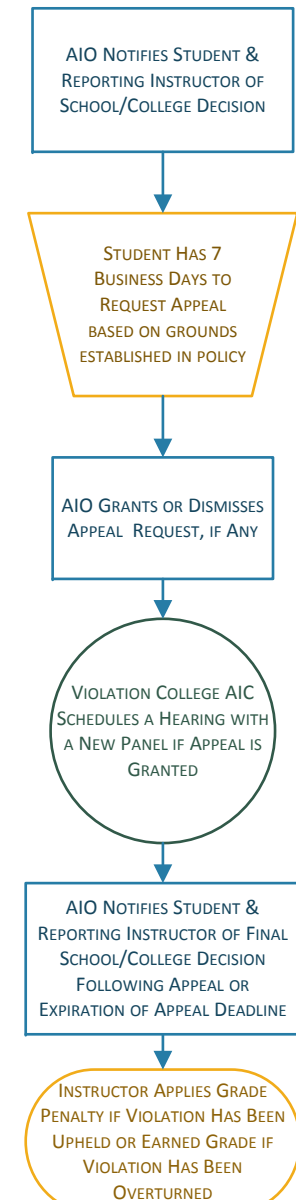 AIO NOTIFIES STUDENT &
REPORTING INSTRUCTOR OF
SCHOOL/COLLEGE DECISION
STUDENT HAS 7
BUSINESS DAYS TO
REQUEST APPEAL
BASED ON GROUNDS
ESTABLISHED IN POLICY
AIO GRANTS OR DISMISSES
APPEAL REQUEST, IF ANY
VIOLATION COLLEGE AIC
SCHEDULES A HEARING WITH
A NEW PANEL IF APPEAL IS
GRANTED
AIO NOTIFIES STUDENT &
REPORTING INSTRUCTOR OF FINAL
SCHOOL/COLLEGE DECISION
FOLLOWING APPEAL OR
EXPIRATION OF APPEAL DEADLINE
INSTRUCTOR APPLIES GRADE
PENALTY IF VIOLATION HAS BEEN
UPHELD OR EARNED GRADE IF
VIOLATION HAS BEEN
OVERTURNED